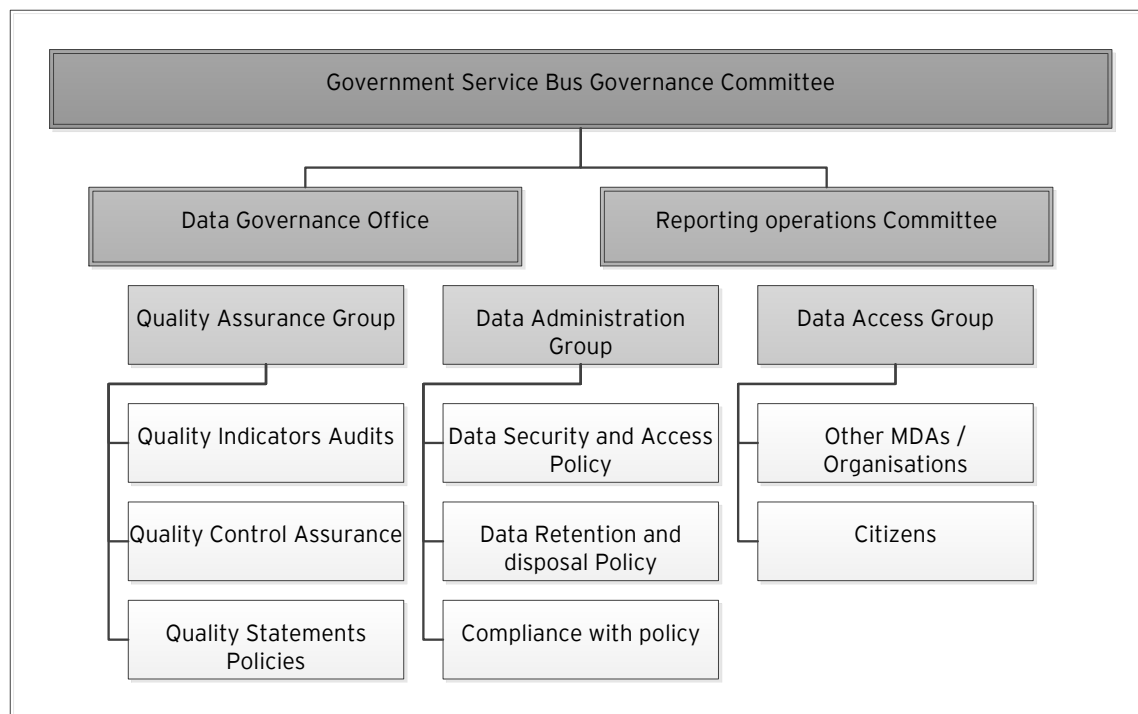 Government Service Bus Governance Committee
Data Governance Office
Reporting operations Committee
Quality Assurance Group
Data Administration
Group
Data Access Group
Quality Indicators Audits
Data Security and Access
Policy
Other MDAs /
Organisations
Quality Control Assurance
Data Retention and
disposal Policy
Citizens
Quality Statements
Policies
Compliance with policy